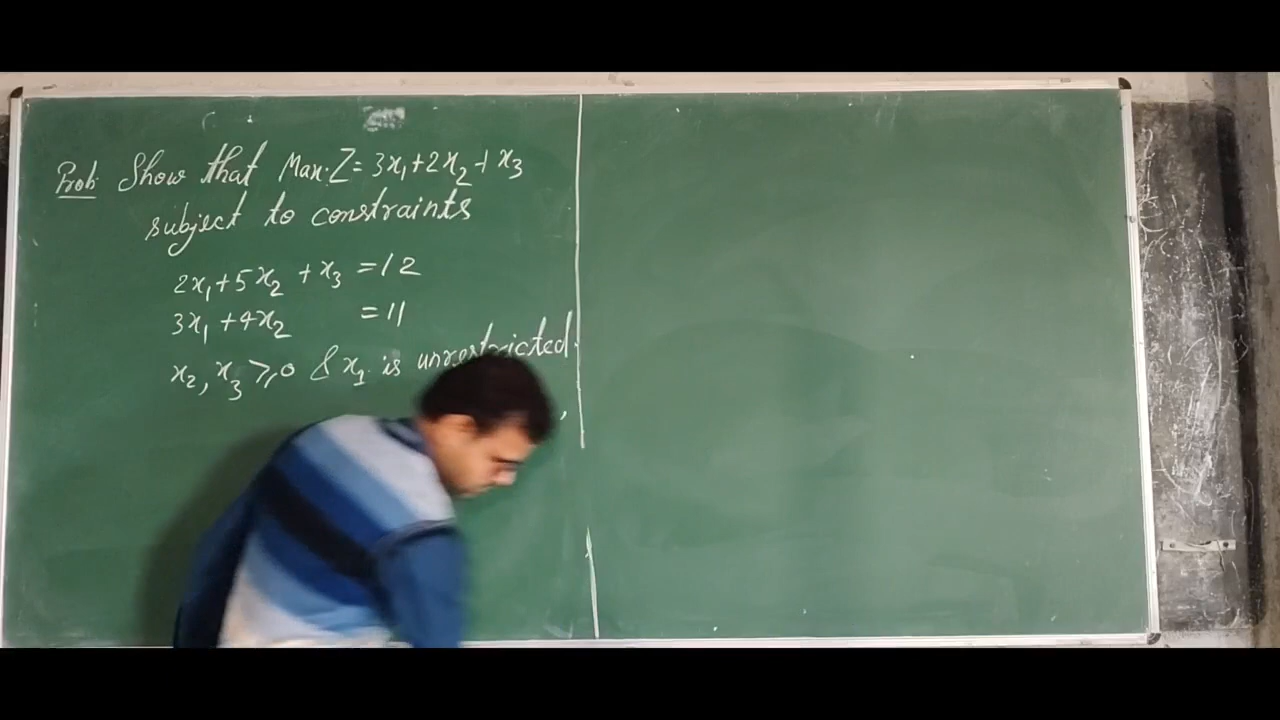 Prob: Show that Max. Z = 3x₁ + 2x₂ + x₃
subject to constraints
2x₁ + 5x₂ + x₃ = 12
3x₁ + 4x₂ = 11
x₂, x₃ ≥ 0 & x₁ is unrestricted.